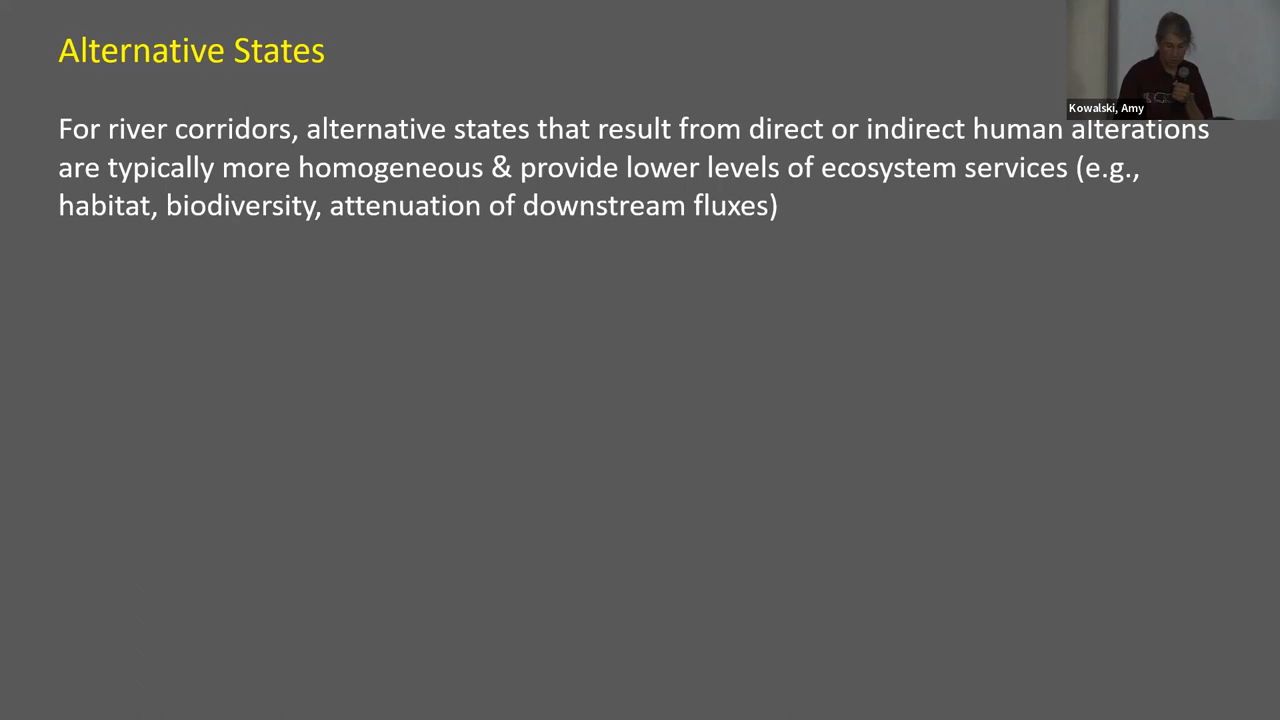 Alternative States
Kowalski, Amy
For river corridors, alternative states that result from direct or indirect human alterations
are typically more homogeneous & provide lower levels of ecosystem services (e.g.,
habitat, biodiversity, attenuation of downstream fluxes)